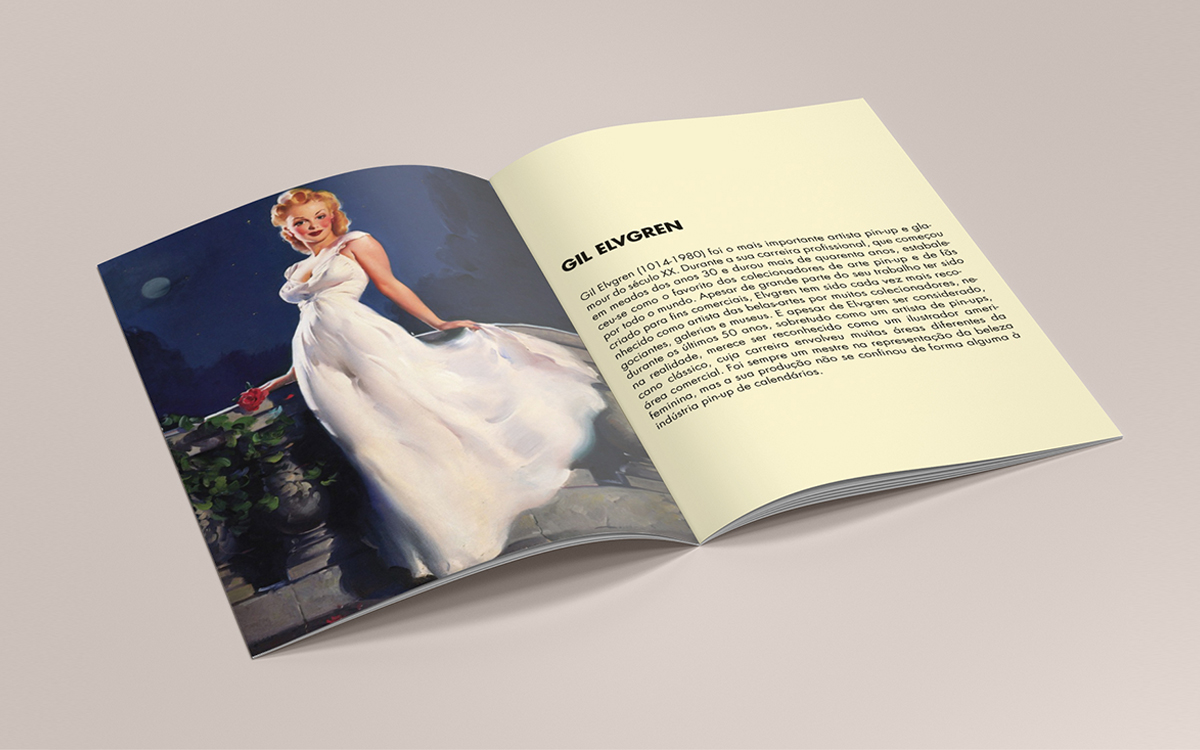 GIL ELVGREN
Gil Elvgren (1014-1980) foi o mais importante artista pin-up e gla-
mour do século XX. Durante a sua carreira profissional, que começou
em meados dos anos 30 e durou mais de quarenta anos, estabele-
ceu-se como o favorito dos colecionadores de arte pin-up e de fãs
por todo o mundo. Apesar de grande parte do seu trabalho ter sido
criado para fins comerciais, Elvgren tem sido cada vez mais reco-
nhecido como artista das belas-artes por muitos colecionadores, ne-
gociantes, galerias e museus. E apesar de Elvgren ser considerado,
durante os últimos 50 anos, sobretudo como um artista de pin-ups,
na realidade, merece ser reconhecido como um ilustrador ameri-
cano clássico, cuja carreira envolveu muitas áreas diferentes da
área comercial. Foi sempre um mestre na representação da beleza
feminina, mas a sua produção não se confinou de forma alguma à
indústria pin-up de calendários.